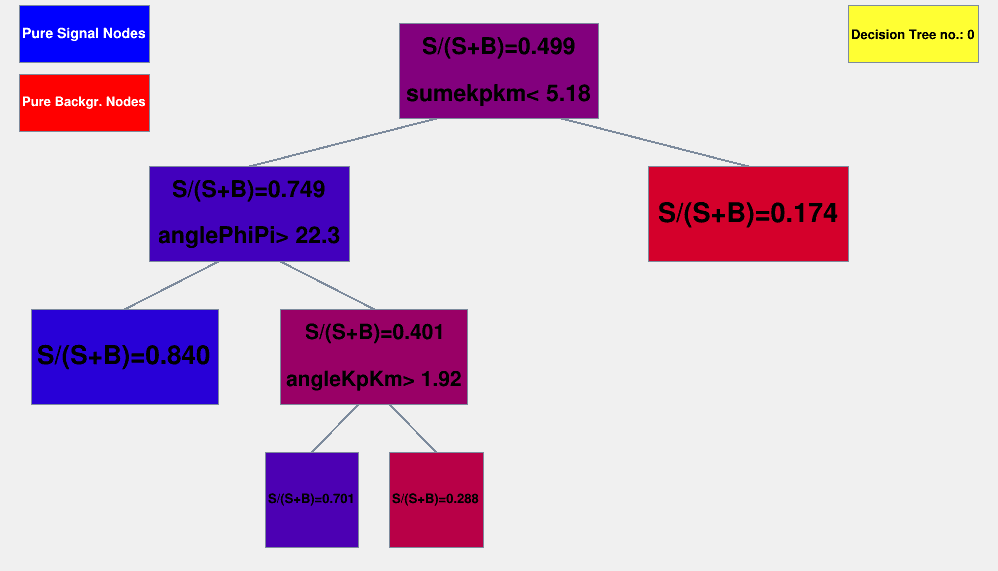 Pure Signal Nodes
Pure Backgr. Nodes
Decision Tree no.: 0
S/(S+B)=0.499
sumekpkm< 5.18
S/(S+B)=0.749
anglePhiPi> 22.3
S/(S+B)=0.174
S/(S+B)=0.840
S/(S+B)=0.401
angleKpKm> 1.92
S/(S+B)=0.701
S/(S+B)=0.288